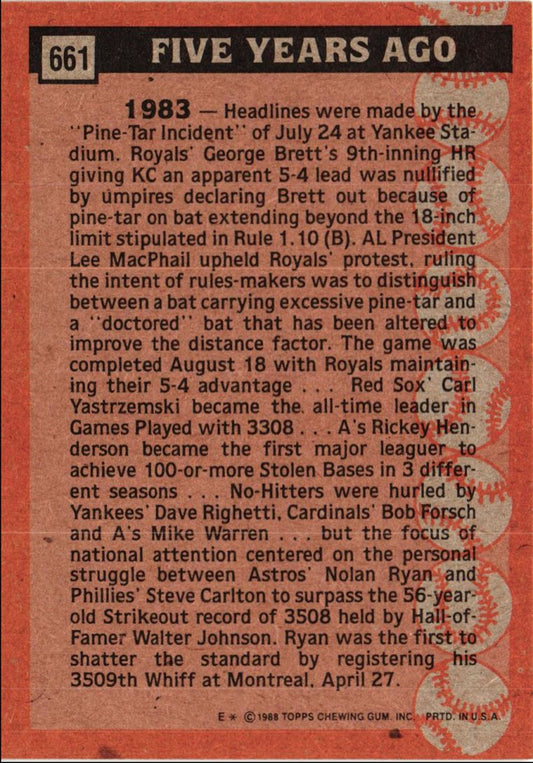 661
FIVE YEARS AGO
1983 — Headlines were made by the
"Pine-Tar Incident" of July 24 at Yankee Sta-
dium. Royals' George Brett's 9th-inning HR
giving KC an apparent 5-4 lead was nullified
by umpires declaring Brett out because of
pine-tar on bat extending beyond the 18-inch
limit stipulated in Rule 1.10 (B). AL President
Lee MacPhail upheld Royals' protest, ruling
the intent of rules-makers was to distinguish
between a bat carrying excessive pine-tar and
a "doctored" bat that has been altered to
improve the distance factor. The game was
completed August 18 with Royals maintain-
ing their 5-4 advantage . . . Red Sox' Carl
Yastrzemski became the all-time leader in
Games Played with 3308 . . . A's Rickey Hen-
derson became the first major leaguer to
achieve 100-or-more Stolen Bases in 3 differ-
ent seasons . . . No-Hitters were hurled by
Yankees' Dave Righetti, Cardinals' Bob Forsch
and A's Mike Warren . . . but the focus of
national attention centered on the personal
struggle between Astros' Nolan Ryan and
Phillies' Steve Carlton to surpass the 56-year-
old Strikeout record of 3508 held by Hall-of-
Famer Walter Johnson. Ryan was the first to
shatter the standard by registering his
3509th Whiff at Montreal, April 27.
E * © 1988 TOPPS CHEWING GUM, INC. PRTD. IN U.S.A.